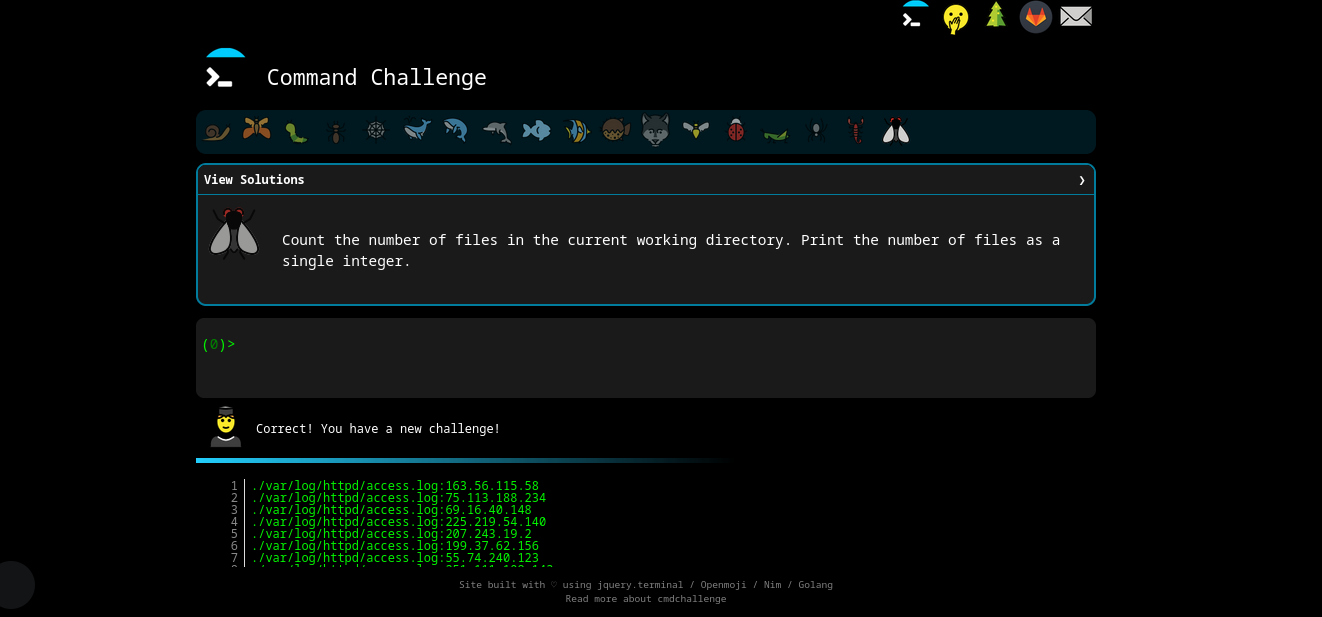 Command Challenge
View Solutions ❯
Count the number of files in the current working directory. Print the number of files as a
single integer.
(0)>
Correct! You have a new challenge!
1 ./var/log/httpd/access.log:163.56.115.58
2 ./var/log/httpd/access.log:75.113.188.234
3 ./var/log/httpd/access.log:69.16.40.148
4 ./var/log/httpd/access.log:225.219.54.140
5 ./var/log/httpd/access.log:207.243.19.2
6 ./var/log/httpd/access.log:199.37.62.156
7 ./var/log/httpd/access.log:55.74.240.123
Site built with ♡ using jquery.terminal / Openmoji / Nim / Golang
Read more about cmdchallenge